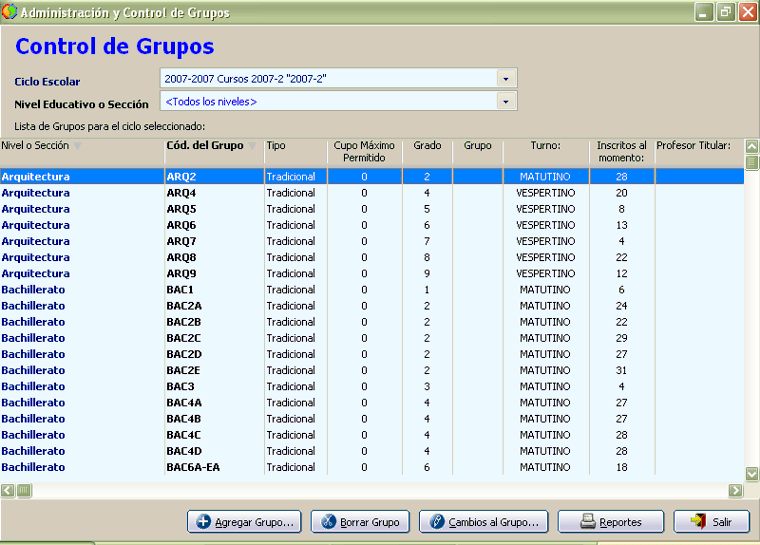 Administración y Control de Grupos
Control de Grupos
Ciclo Escolar 2007-2007 Cursos 2007-2 "2007-2"
Nivel Educativo o Sección <Todos los niveles>
Lista de Grupos para el ciclo seleccionado:
Nivel o Sección Cód. del Grupo Tipo Cupo Máximo Permitido Grado Grupo Turno: Inscritos al momento: Profesor Titular:
Arquitectura ARQ2 Tradicional 0 2 MATUTINO 28
Arquitectura ARQ4 Tradicional 0 4 VESPERTINO 20
Arquitectura ARQ5 Tradicional 0 5 VESPERTINO 8
Arquitectura ARQ6 Tradicional 0 6 VESPERTINO 13
Arquitectura ARQ7 Tradicional 0 7 VESPERTINO 4
Arquitectura ARQ8 Tradicional 0 8 VESPERTINO 22
Arquitectura ARQ9 Tradicional 0 9 VESPERTINO 12
Bachillerato BAC1 Tradicional 0 1 MATUTINO 6
Bachillerato BAC2A Tradicional 0 2 MATUTINO 24
Bachillerato BAC2B Tradicional 0 2 MATUTINO 22
Bachillerato BAC2C Tradicional 0 2 MATUTINO 29
Bachillerato BAC2D Tradicional 0 2 MATUTINO 27
Bachillerato BAC2E Tradicional 0 2 MATUTINO 31
Bachillerato BAC3 Tradicional 0 3 MATUTINO 4
Bachillerato BAC4A Tradicional 0 4 MATUTINO 27
Bachillerato BAC4B Tradicional 0 4 MATUTINO 27
Bachillerato BAC4C Tradicional 0 4 MATUTINO 28
Bachillerato BAC4D Tradicional 0 4 MATUTINO 28
Bachillerato BAC6A-EA Tradicional 0 6 MATUTINO 18
Agregar Grupo... Borrar Grupo Cambios al Grupo... Reportes Salir